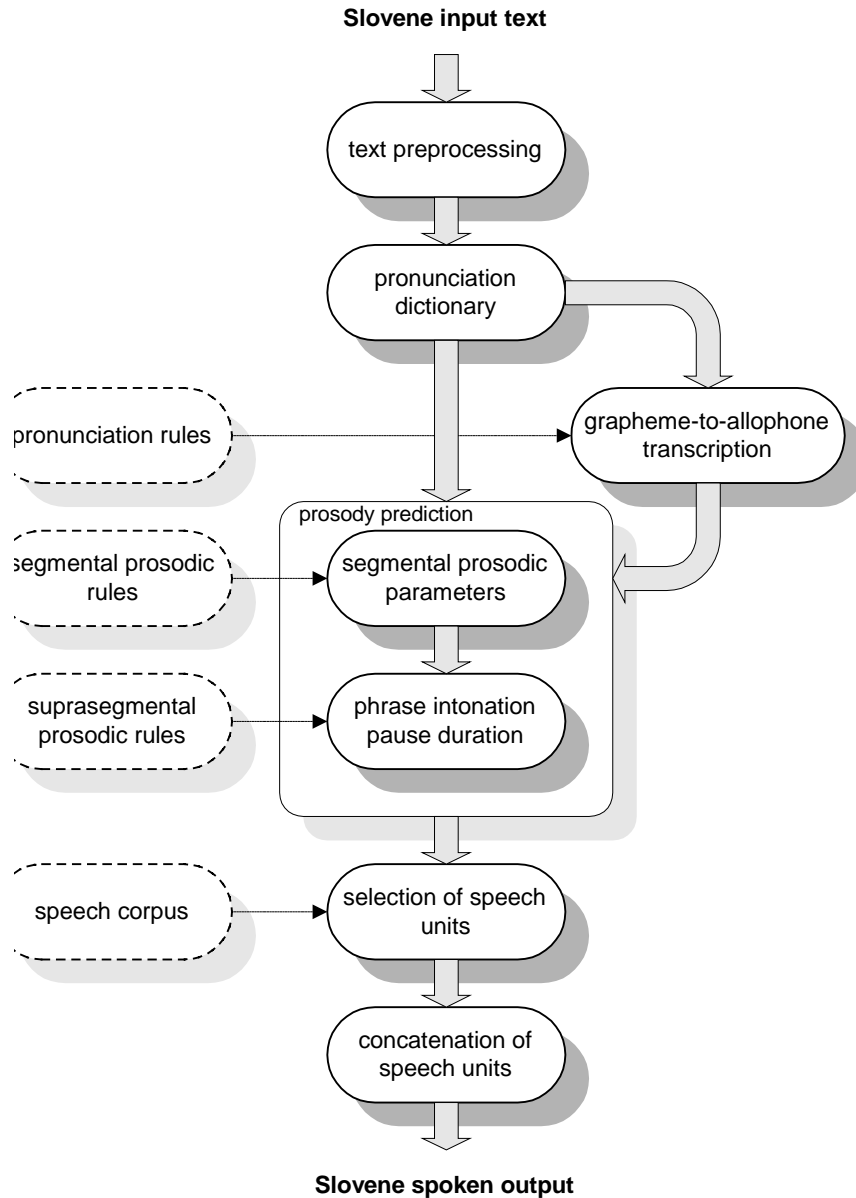 Slovene input text
text preprocessing
pronunciation
dictionary
pronunciation rules
grapheme-to-allophone
transcription
prosody prediction
segmental prosodic
rules
segmental prosodic
parameters
suprasegmental
prosodic rules
phrase intonation
pause duration
speech corpus
selection of speech
units
concatenation of
speech units
Slovene spoken output